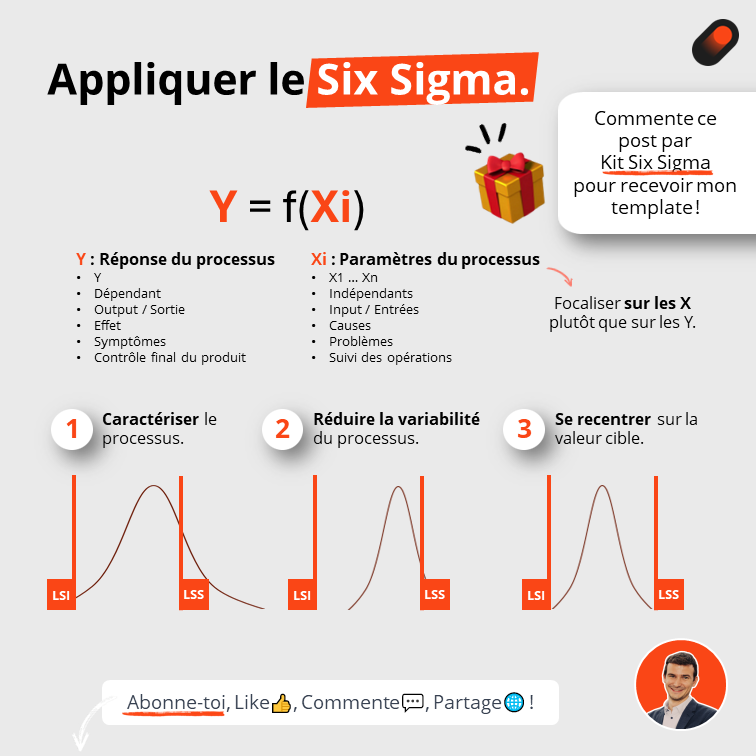 Appliquer le Six Sigma.
Commente ce
post par
Kit Six Sigma
pour recevoir mon
template !
Y = f(Xi)
Y : Réponse du processus
• Y
• Dépendant
• Output / Sortie
• Effet
• Symptômes
• Contrôle final du produit
Xi : Paramètres du processus
• X1 ... Xn
• Indépendants
• Input / Entrées
• Causes
• Problèmes
• Suivi des opérations
Focaliser sur les X
plutôt que sur les Y.
1 Caractériser le
processus.
2 Réduire la variabilité
du processus.
3 Se recentrer sur la
valeur cible.
LSI LSS LSI LSS LSI LSS
Abonne-toi, Like👍, Commente💬, Partage🌐 !